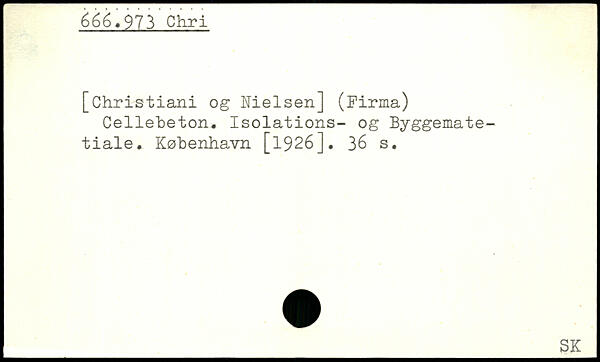 666.973 Chri
[Christiani og Nielsen] (Firma)
Cellebeton. Isolations- og Byggemate-
tiale. København [1926]. 36 s.
SK